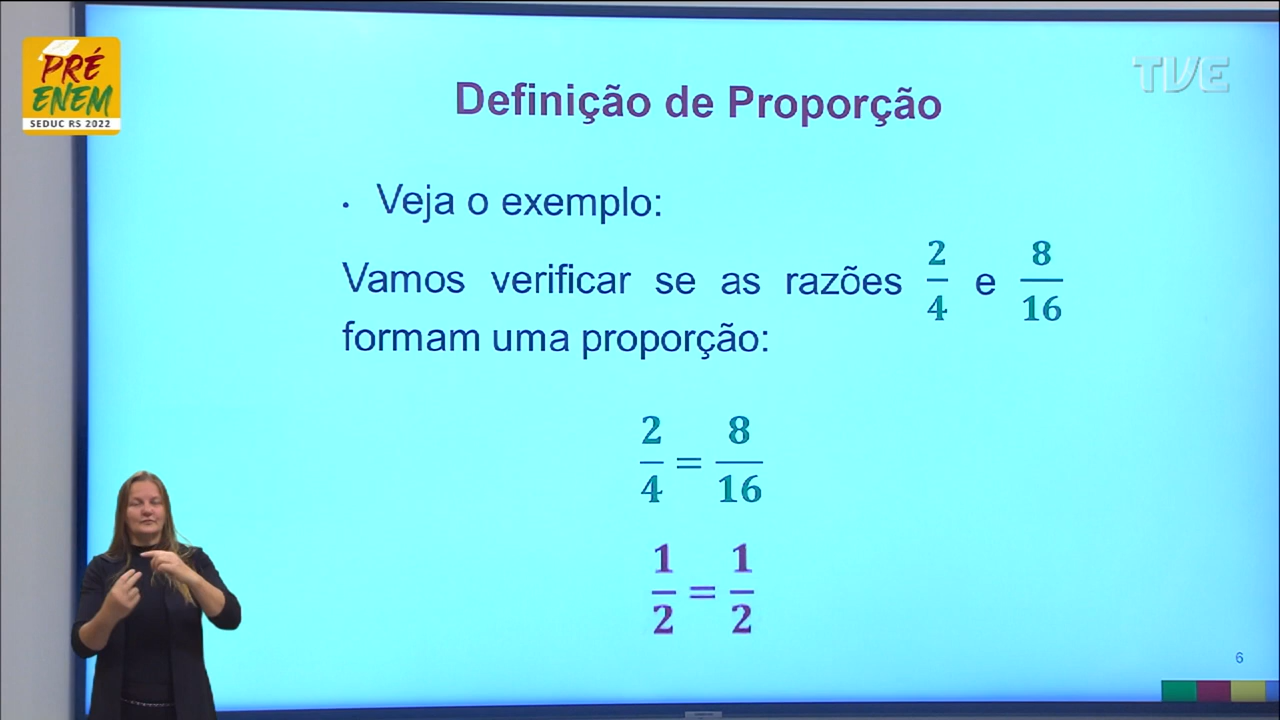 PRÉ
ENEM
SEDUC RS 2022
TVE
Definição de Proporção
• Veja o exemplo:
Vamos verificar se as razões 2/4 e 8/16
formam uma proporção:
2/4 = 8/16
1/2 = 1/2
6